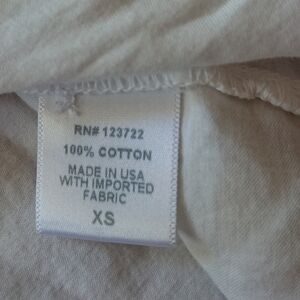 RN# 123722
100% COTTON
MADE IN USA
WITH IMPORTED
FABRIC
XS